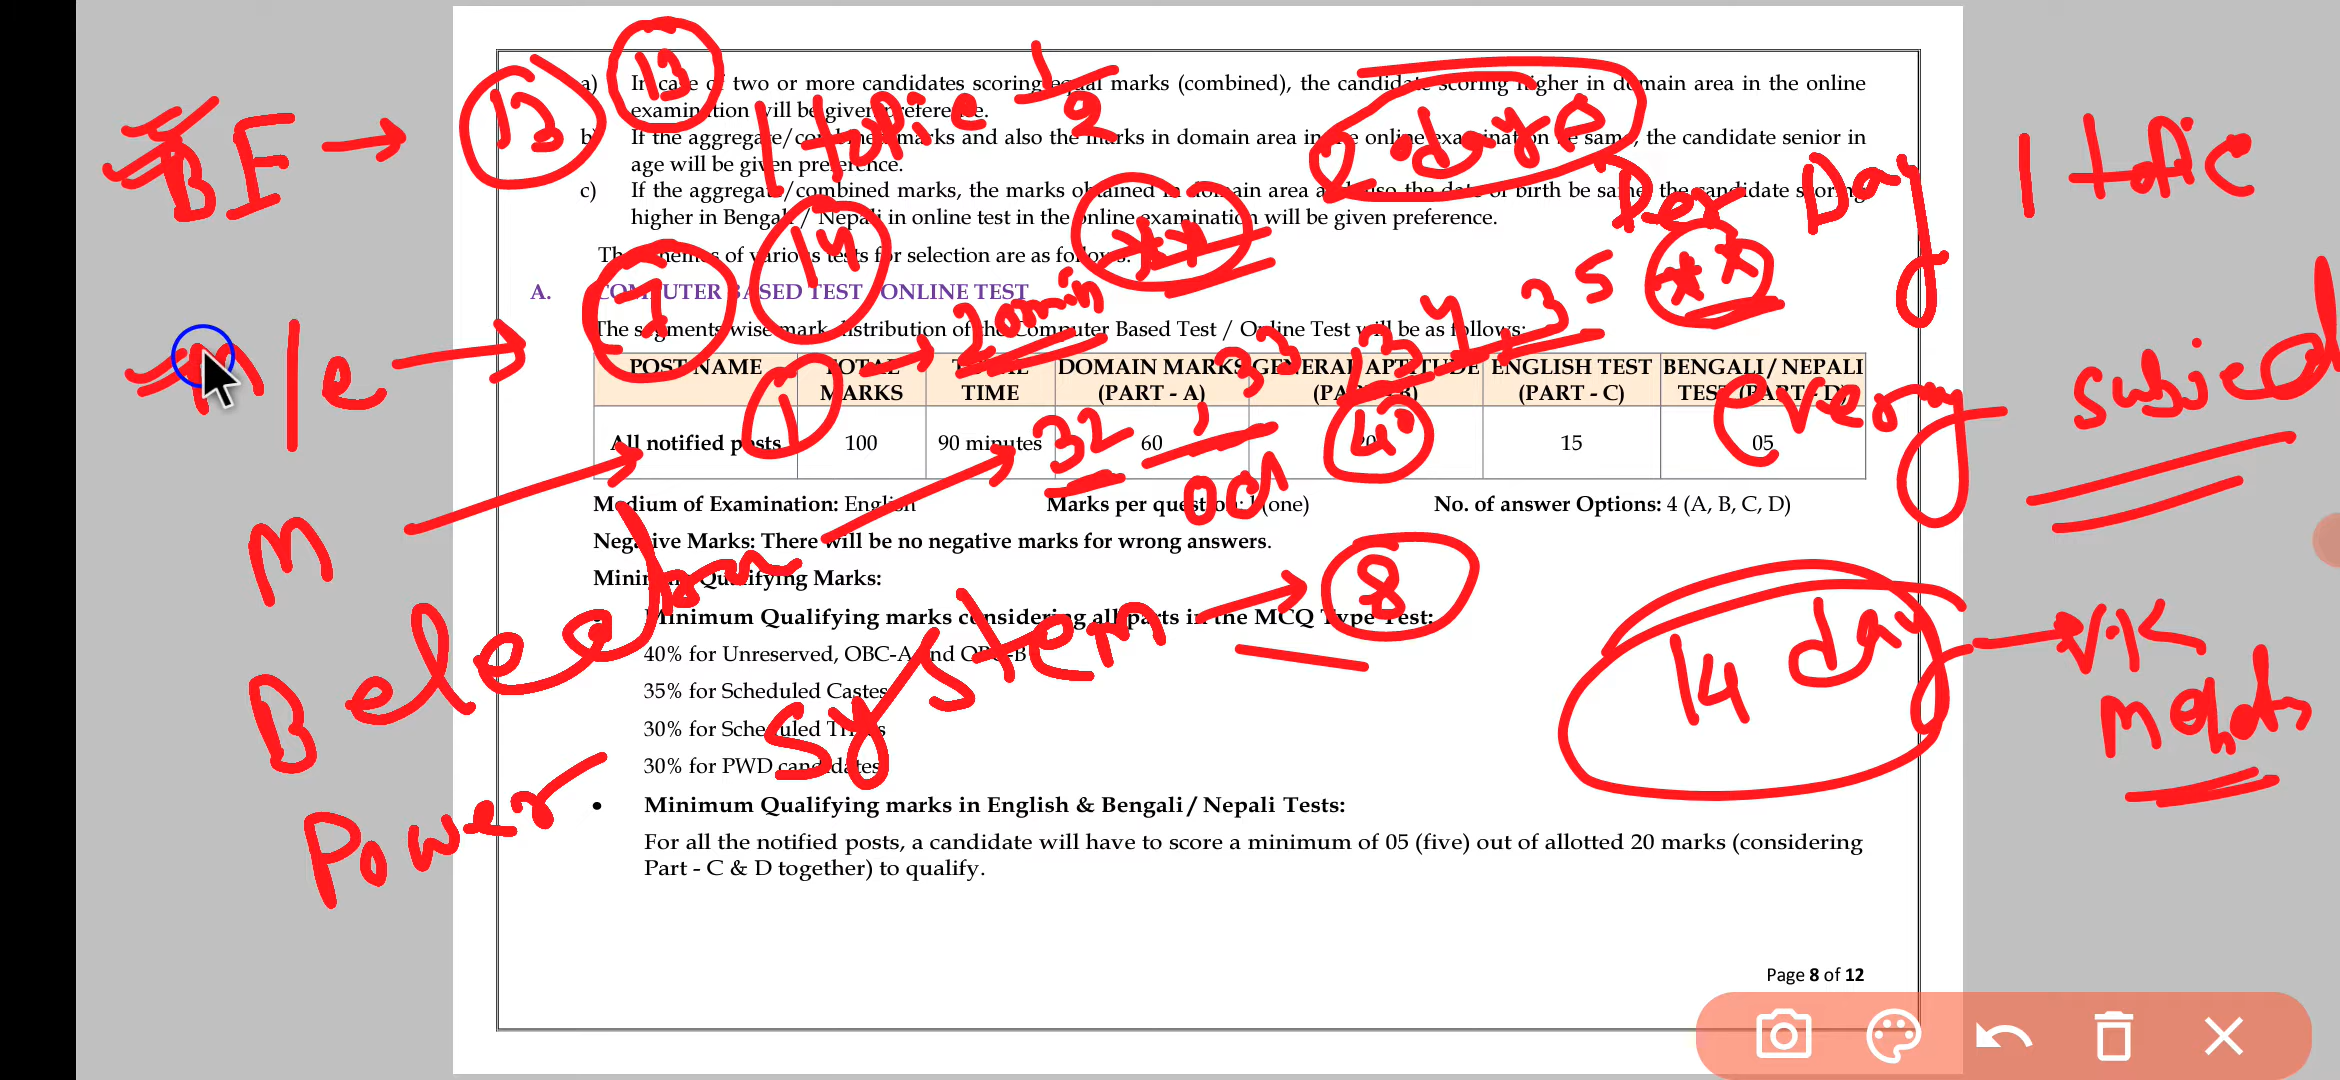 a) In case of two or more candidates scoring equal marks (combined), the candidate scoring higher in domain area in the online
examination will be given preference.
b) If the aggregate/combined marks and also the marks in domain area in the online examination be same, the candidate senior in
age will be given preference.
c) If the aggregate/combined marks, the marks obtained in domain area and also the date of birth be same, the candidate scoring
higher in Bengali / Nepali in online test in the online examination will be given preference.
The schemes of various tests for selection are as follows:
A. COMPUTER BASED TEST / ONLINE TEST
The segments wise mark distribution of the Computer Based Test / Online Test will be as follows:
POST NAME TOTAL MARKS TOTAL TIME DOMAIN MARKS (PART - A) GENERAL APTITUDE (PART - B) ENGLISH TEST (PART - C) BENGALI / NEPALI TEST (PART - D)
All notified posts 100 90 minutes 60 20 15 05
Medium of Examination: English Marks per question: 1 (one) No. of answer Options: 4 (A, B, C, D)
Negative Marks: There will be no negative marks for wrong answers.
Minimum Qualifying Marks:
Minimum Qualifying marks considering all parts in the MCQ Type Test:
40% for Unreserved, OBC-A and OBC-B
35% for Scheduled Castes
30% for Scheduled Tribes
30% for PWD candidates
• Minimum Qualifying marks in English & Bengali / Nepali Tests:
For all the notified posts, a candidate will have to score a minimum of 05 (five) out of allotted 20 marks (considering
Part - C & D together) to qualify.
Page 8 of 12
13
13
1
2 days
Per Day
14
7
20 min
1
32
33
8
M
B
Power
System
every
subject
14 day